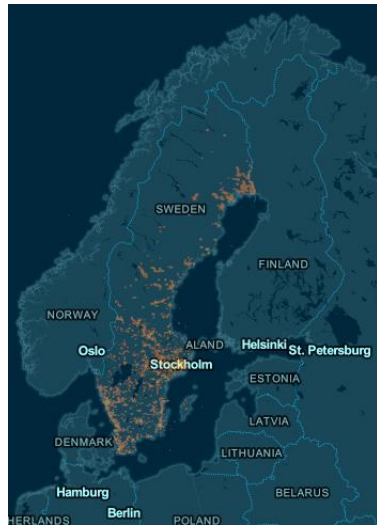 SWEDEN
FINLAND
NORWAY
Oslo
ALAND
Helsinki
St. Petersburg
Stockholm
ESTONIA
LATVIA
DENMARK
LITHUANIA
Hamburg
BELARUS
Berlin
HERLANDS
POLAND